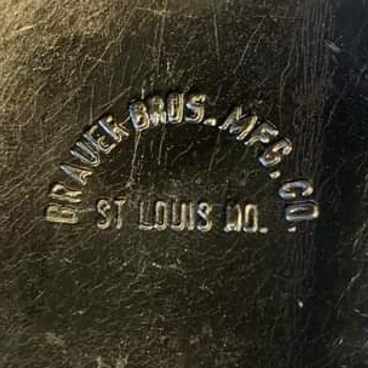 BRAUER BROS. MFG. CO.
ST LOUIS MO.